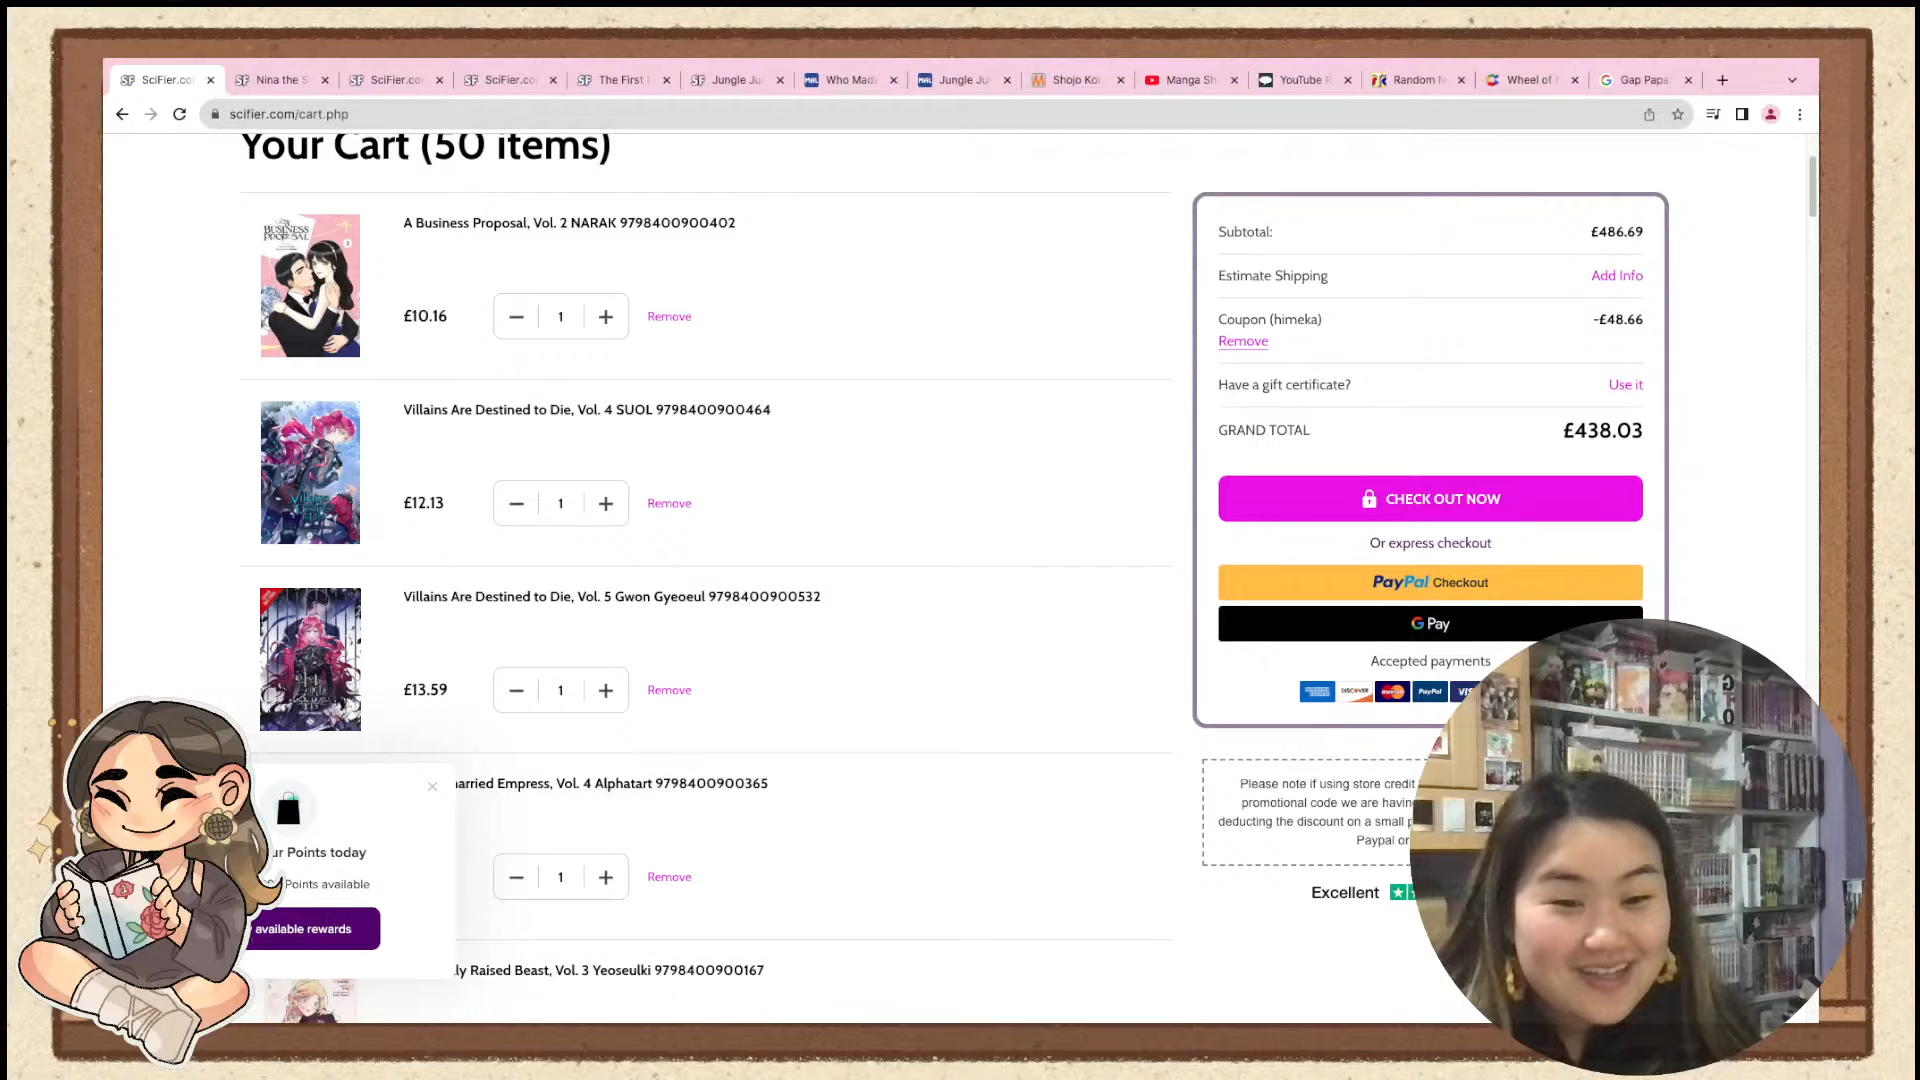 SciFier.co
Nina the S
SciFier.co
SciFier.co
The First
Jungle Ju
Who Made
Jungle Ju
Shojo Ko
Manga Sh
YouTube R
Random N
Wheel of
Gap Papa
scifier.com/cart.php
Your Cart (50 items)
A Business Proposal, Vol. 2 NARAK 9798400900402
BUSINESS
PROPOSAL
£10.16
1
Remove
Villains Are Destined to Die, Vol. 4 SUOL 9798400900464
£12.13
1
Remove
Villains Are Destined to Die, Vol. 5 Gwon Gyeoeul 9798400900532
£13.59
1
Remove
arried Empress, Vol. 4 Alphatart 9798400900365
1
Remove
ly Raised Beast, Vol. 3 Yeoseulki 9798400900167
ur Points today
Points available
available rewards
Subtotal:
£486.69
Estimate Shipping
Add Info
Coupon (himeka)
-£48.66
Remove
Have a gift certificate?
Use it
GRAND TOTAL
£438.03
CHECK OUT NOW
Or express checkout
PayPal Checkout
G Pay
Accepted payments
DISCOVER
PayPal
VIS
Please note if using store credit
promotional code we are havin
deducting the discount on a small p
Paypal or
Excellent